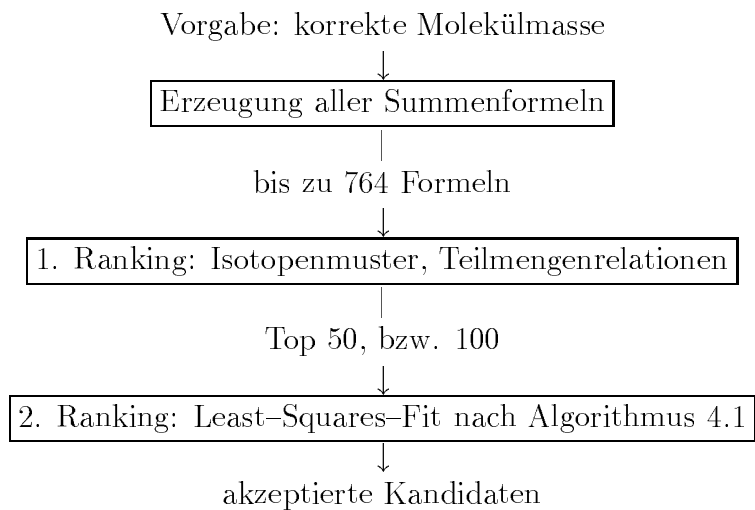 Vorgabe: korrekte Molekülmasse
Erzeugung aller Summenformeln
bis zu 764 Formeln
1. Ranking: Isotopenmuster, Teilmengenrelationen
Top 50, bzw. 100
2. Ranking: Least–Squares–Fit nach Algorithmus 4.1
akzeptierte Kandidaten